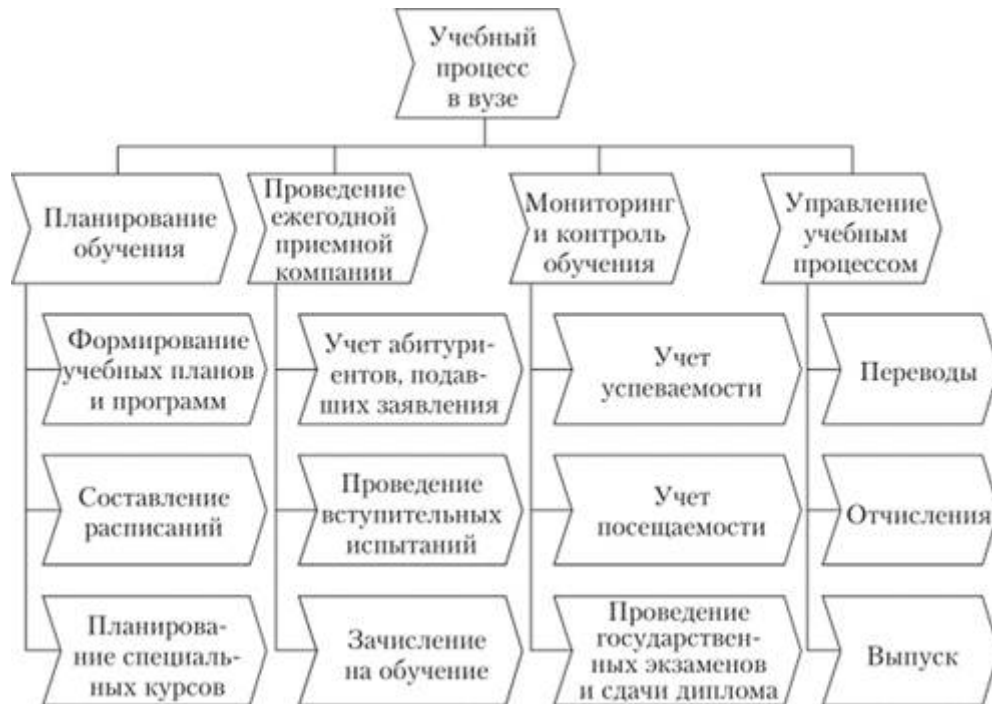 Учебный
процесс
в вузе
Планирование
обучения
Проведение
ежегодной
приемной
компании
Мониторинг
и контроль
обучения
Управление
учебным
процессом
Формирование
учебных планов
и программ
Учет абитури-
ентов, подав-
ших заявления
Учет
успеваемости
Переводы
Составление
расписаний
Проведение
вступительных
испытаний
Учет
посещаемости
Отчисления
Планирова-
ние специаль-
ных курсов
Зачисление
на обучение
Проведение
государствен-
ных экзаменов
и сдачи диплома
Выпуск